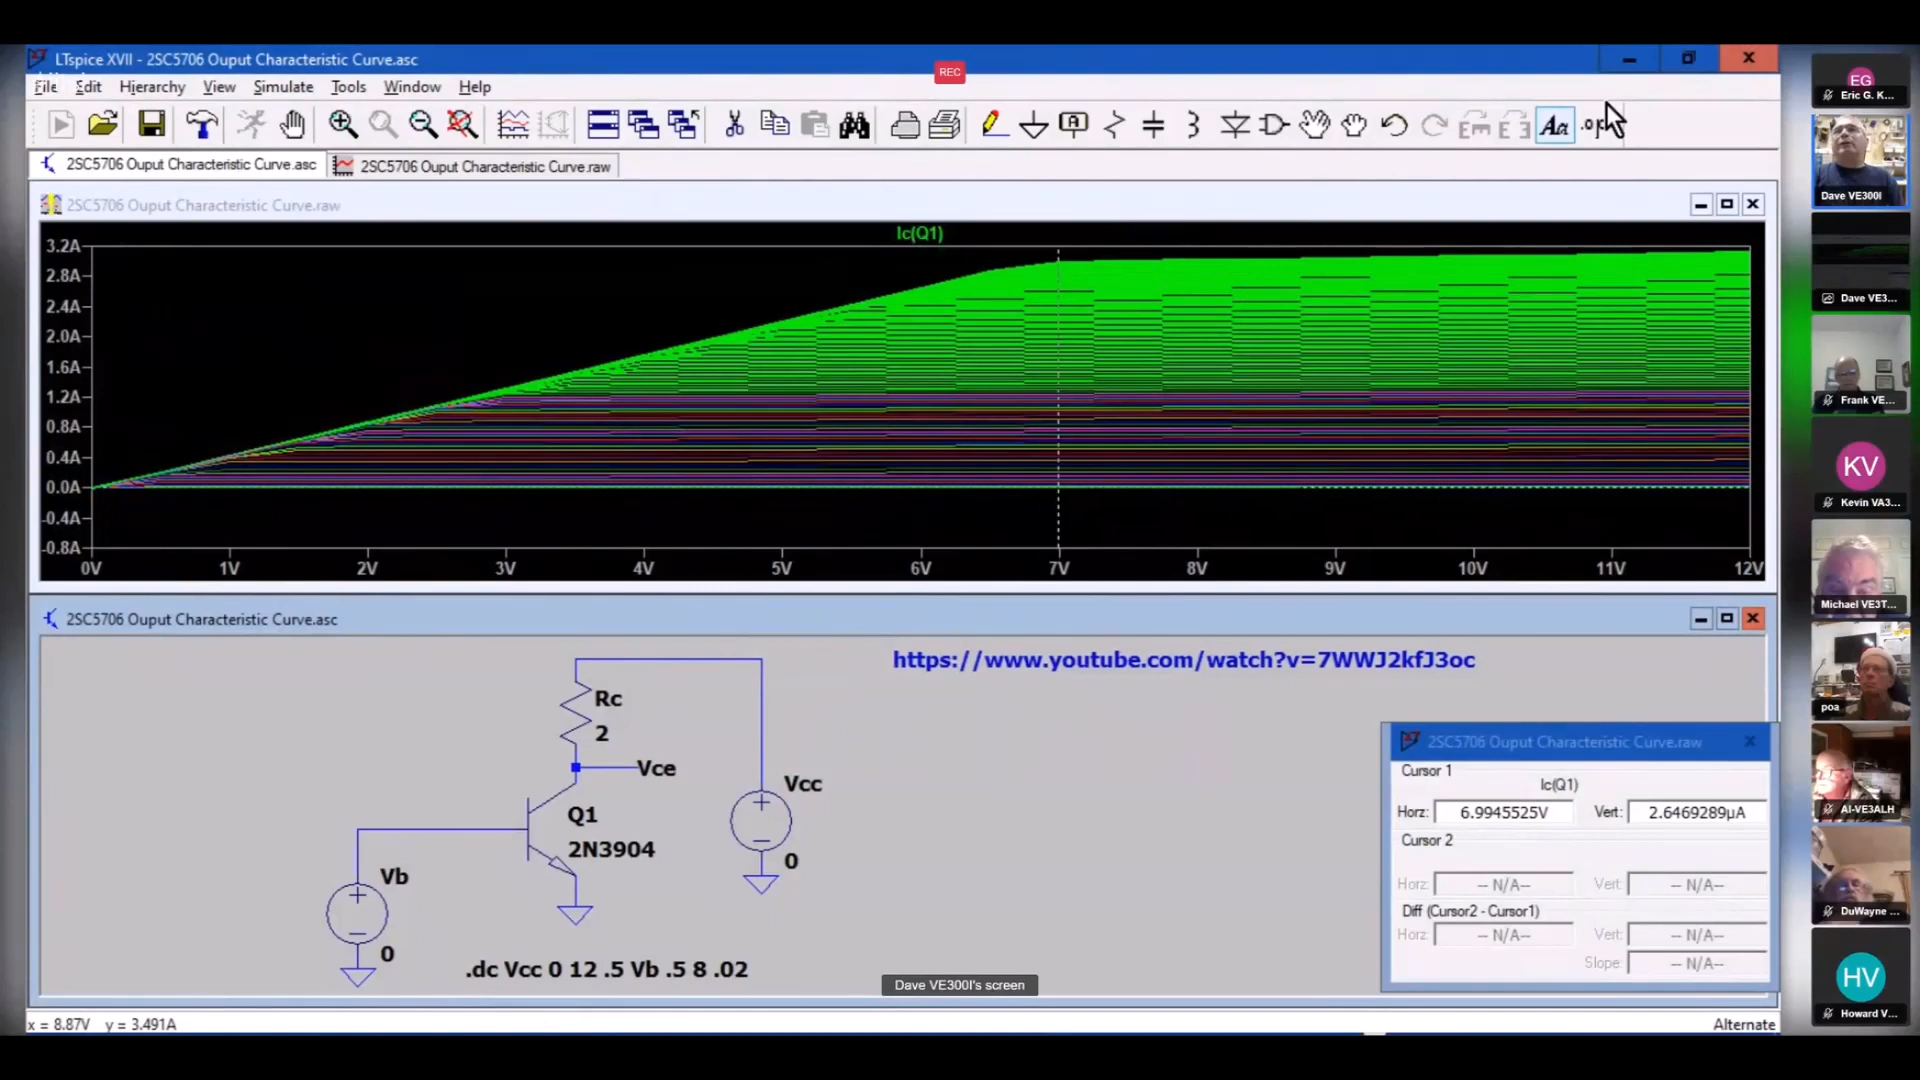 LTspice XVII - 2SC5706 Ouput Characteristic Curve.asc
REC
File Edit Hierarchy View Simulate Tools Window Help
2SC5706 Ouput Characteristic Curve.asc
2SC5706 Ouput Characteristic Curve.raw
2SC5706 Ouput Characteristic Curve.raw
Ic(Q1)
3.2A
2.8A
2.4A
2.0A
1.6A
1.2A
0.8A
0.4A
0.0A
-0.4A
-0.8A
0V 1V 2V 3V 4V 5V 6V 7V 8V 9V 10V 11V 12V
2SC5706 Ouput Characteristic Curve.asc
https://www.youtube.com/watch?v=7WWJ2kfJ3oc
Rc
2
Vce
Vcc
Q1
2N3904
0
Vb
0
.dc Vcc 0 12 .5 Vb .5 8 .02
2SC5706 Ouput Characteristic Curve.raw
Cursor 1
Ic(Q1)
Horz: 6.9945525V Vert: 2.6469289µA
Cursor 2
Horz: -- N/A-- Vert: -- N/A--
Diff (Cursor2 - Cursor1)
Horz: -- N/A-- Vert: -- N/A--
Slope: -- N/A--
Dave VE3OOI's screen
x = 8.87V y = 3.491A
Alternate
EG
Eric G. K...
Dave VE3OOI
Dave VE3...
Frank VE...
KV
Kevin VA3...
Michael VE3T...
poa
Al-VE3ALH
DuWayne ...
HV
Howard V...